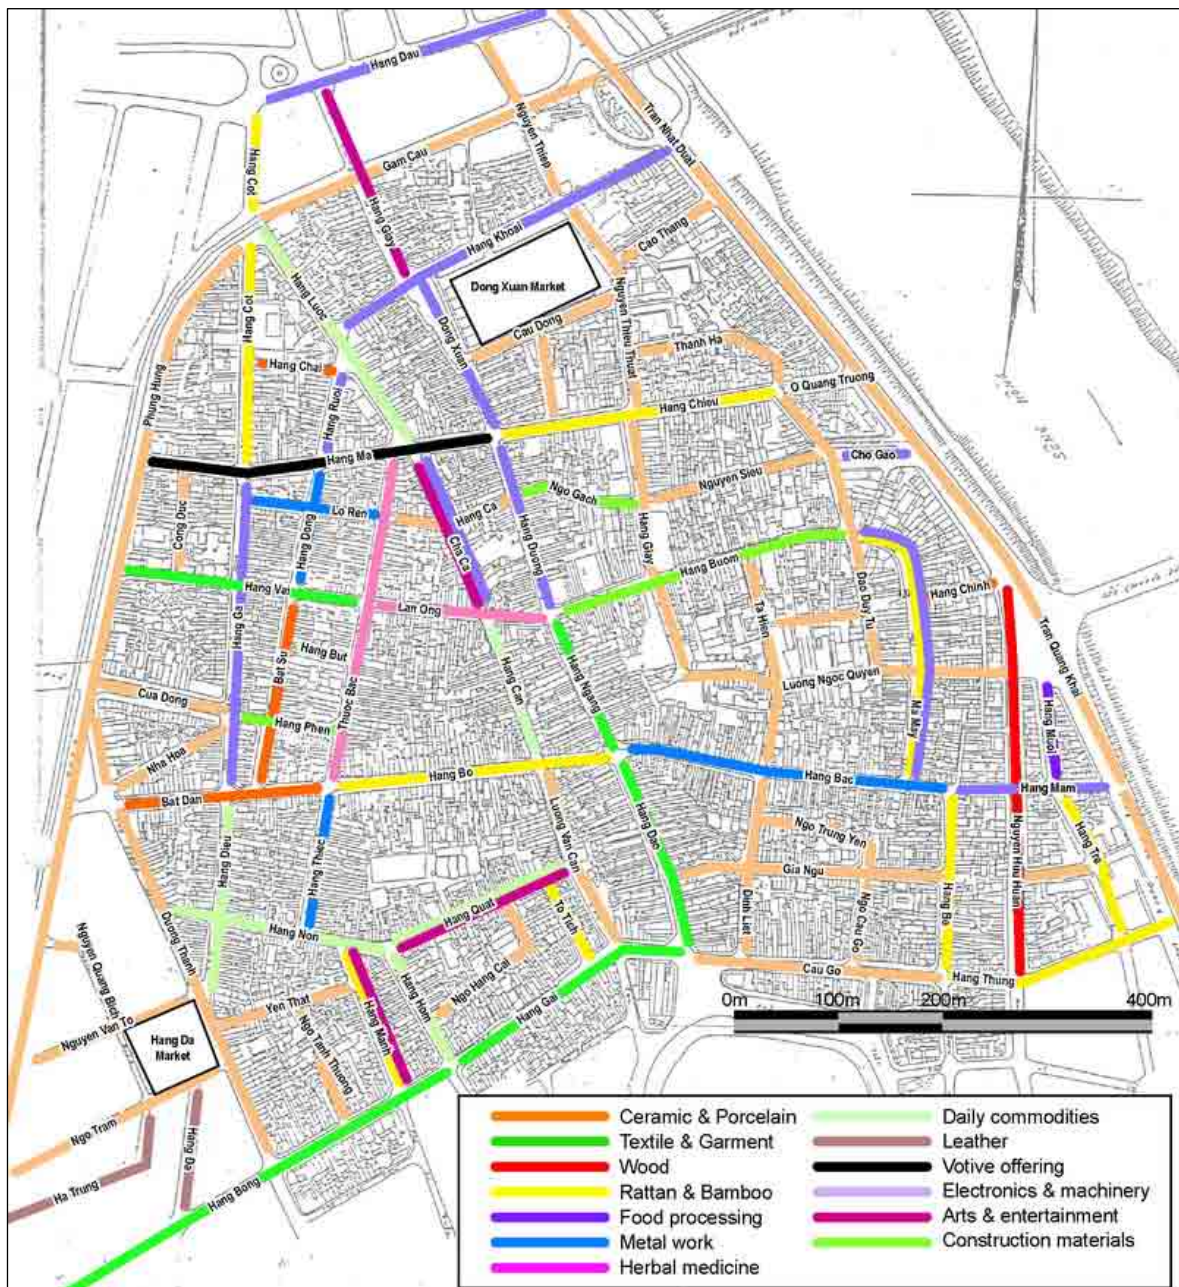 Hang Dau
Nguyen Thiep
Tran Nhat Duat
Hang Cot
Gam Cau
Hang Giay
Hang Khoai
Cao Thang
Hang Luoc
Dong Xuan Market
Hang Cot
Dong Xuan
Cau Dong
Nguyen Thieu Thuat
Thanh Ha
Phung Hung
Hang Chai
Hang Ruoi
O Quang Truong
Hang Chieu
Hang Ma
Cho Gao
Nguyen Sieu
Cong Duc
Lo Ren
Hang Ca
Ngo Gach
Hang Dong
Cha Ca
Hang Duong
Hang Giay
Hang Buom
Hang Vai
Lan Ong
Hang Chinh
Hang Ga
Ta Hien
Dao Duy Tu
Tran Quang Khai
Bat Su
Hang But
Hang Can
Hang Ngang
Luong Ngoc Quyen
Cua Dong
Thuoc Bac
Ma May
Hang Muoi
Hang Phen
Nha Hoa
Hang Bo
Hang Bac
Hang Mam
Bat Dan
Hang Dieu
Hang Thiec
Luong Van Can
Hang Dao
Ngo Trung Yen
Nguyen Huu Huan
Hang Tre
Gia Ngu
Hang Quat
To Tich
Dinh Liet
Ngo Cau Go
Hang Be
Hang Non
Duong Thanh
Nguyen Quang Bich
Cau Go
Hang Thung
Hang Hom
Ngo Hang Cai
Hang Gai
Yen That
Hang Manh
Nguyen Van To
Hang Da
Market
Ngo Tanh Thuong
0m 100m 200m 400m
Ngo Tram
Hang Da
Ha Trung
Hang Bong
Ceramic & Porcelain
Textile & Garment
Wood
Rattan & Bamboo
Food processing
Metal work
Herbal medicine
Daily commodities
Leather
Votive offering
Electronics & machinery
Arts & entertainment
Construction materials